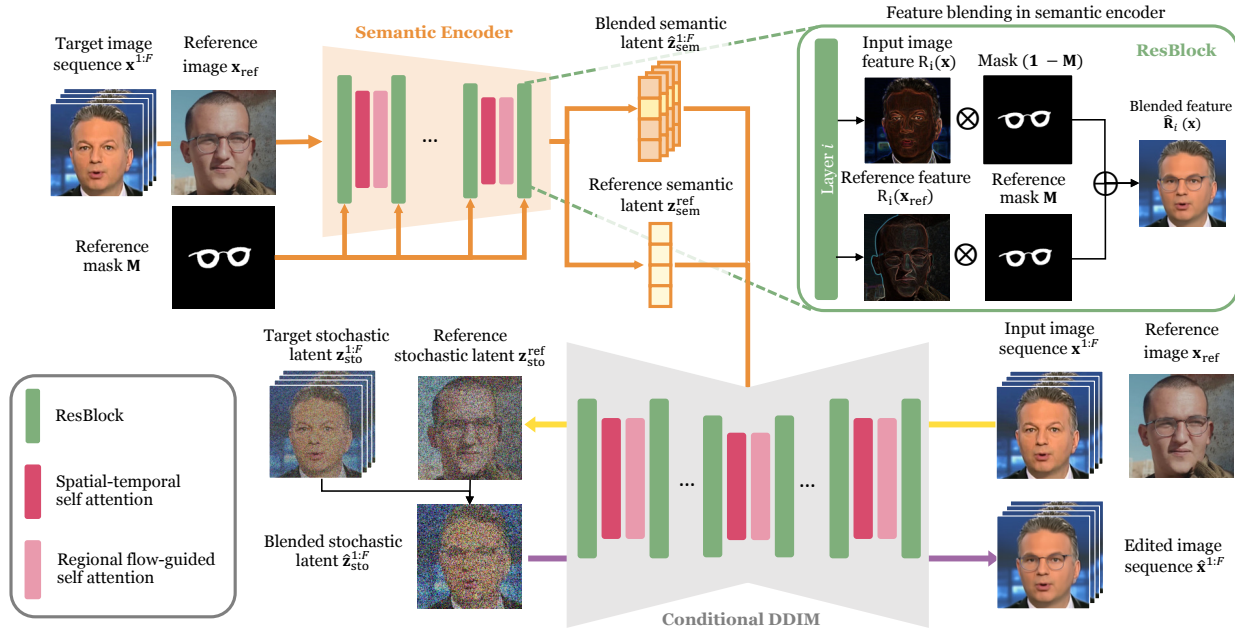 Target image
sequence x^{1:F}
Reference
image x_ref
Semantic Encoder
...
Reference
mask M
Blended semantic
latent ẑ_sem^{1:F}
Reference semantic
latent z_sem^{ref}
Feature blending in semantic encoder
ResBlock
Layer i
Input image
feature R_i(x)
Mask (1 − M)
Reference feature
R_i(x_ref)
Reference
mask M
Blended feature
R̂_i (x)
Target stochastic
latent z_sto^{1:F}
Reference
stochastic latent z_sto^{ref}
Blended stochastic
latent ẑ_sto^{1:F}
...
...
Conditional DDIM
Input image
sequence x^{1:F}
Reference
image x_ref
Edited image
sequence x̂^{1:F}
ResBlock
Spatial-temporal
self attention
Regional flow-guided
self attention